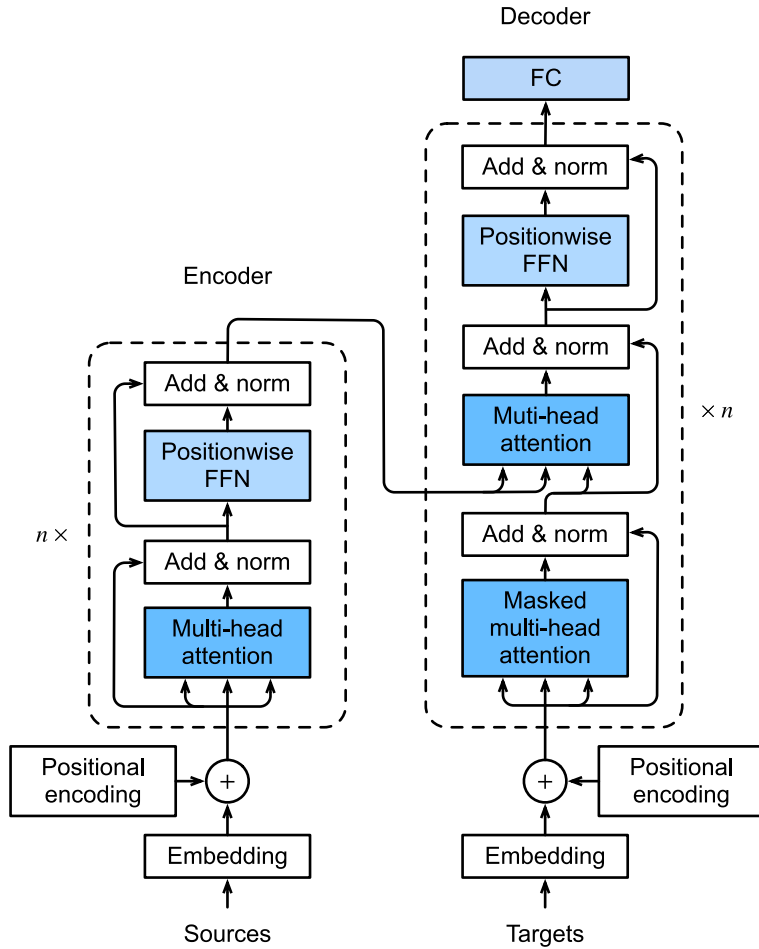 Decoder
FC
Add & norm
Positionwise
FFN
Add & norm
Muti-head
attention
× n
Add & norm
Masked
multi-head
attention
Encoder
Add & norm
Positionwise
FFN
n ×
Add & norm
Multi-head
attention
Positional
encoding
+
Embedding
Sources
+
Positional
encoding
Embedding
Targets